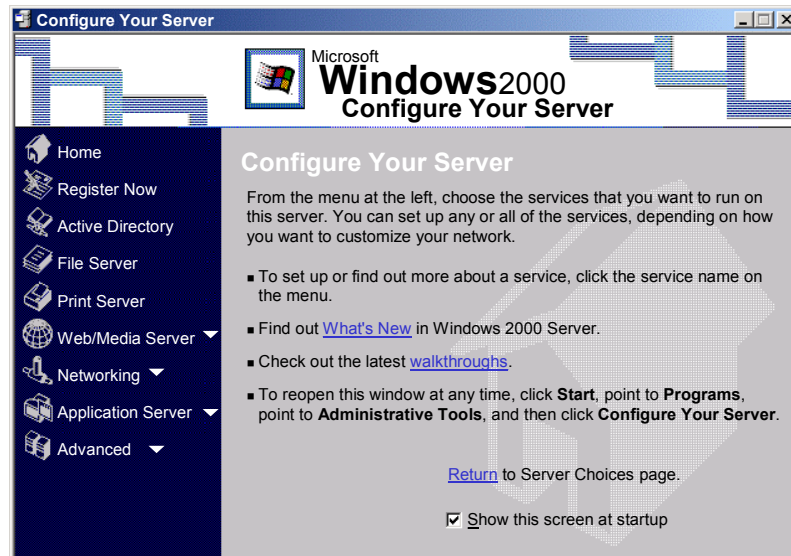 Configure Your Server
Microsoft
Windows2000
Configure Your Server
Home
Register Now
Active Directory
File Server
Print Server
Web/Media Server
Networking
Application Server
Advanced
Configure Your Server
From the menu at the left, choose the services that you want to run on
this server. You can set up any or all of the services, depending on how
you want to customize your network.
To set up or find out more about a service, click the service name on
the menu.
Find out What's New in Windows 2000 Server.
Check out the latest walkthroughs.
To reopen this window at any time, click Start, point to Programs,
point to Administrative Tools, and then click Configure Your Server.
Return to Server Choices page.
Show this screen at startup